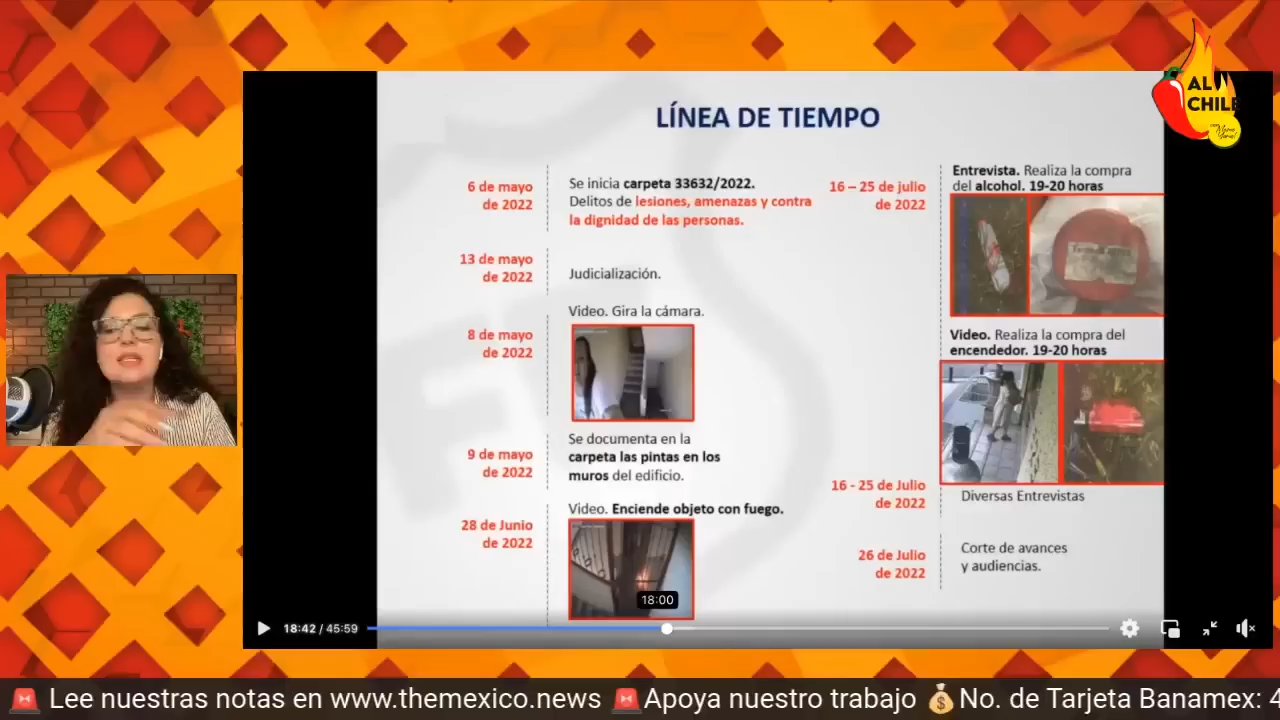 LÍNEA DE TIEMPO
6 de mayo
de 2022
Se inicia carpeta 33632/2022.
Delitos de lesiones, amenazas y contra
la dignidad de las personas.
13 de mayo
de 2022
Judicialización.
8 de mayo
de 2022
Video. Gira la cámara.
9 de mayo
de 2022
Se documenta en la
carpeta las pintas en los
muros del edificio.
28 de Junio
de 2022
Video. Enciende objeto con fuego.
16 – 25 de julio
de 2022
Entrevista. Realiza la compra
del alcohol. 19-20 horas
Video. Realiza la compra del
encendedor. 19-20 horas
16 - 25 de Julio
de 2022
Diversas Entrevistas
26 de Julio
de 2022
Corte de avances
y audiencias.
18:00
18:42 / 45:59
AL
CHILE
Lee nuestras notas en www.themexico.news Apoya nuestro trabajo No. de Tarjeta Banamex: 4